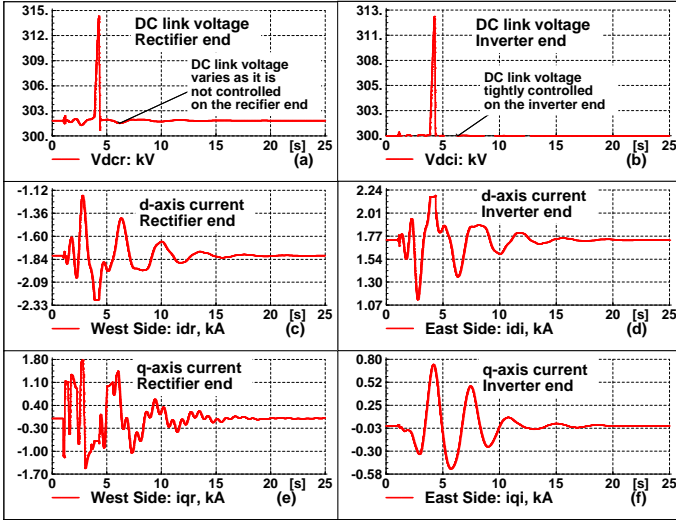 315.
312.
309.
306.
303.
300.
DC link voltage
Rectifier end
DC link voltage
varies as it is
not controlled
on the recifier end
0 5 10 15 20 25
[s]
Vdcr: kV
(a)
313.
310.
308.
305.
303.
300.
DC link voltage
Inverter end
DC link voltage
tightly controlled
on the inverter end
0 5 10 15 20 25
[s]
Vdci: kV
(b)
-1.12
-1.36
-1.60
-1.84
-2.09
-2.33
d-axis current
Rectifier end
0 5 10 15 20 25
[s]
West Side: idr, kA
(c)
2.24
2.01
1.77
1.54
1.30
1.07
d-axis current
Inverter end
0 5 10 15 20 25
[s]
East Side: idi, kA
(d)
1.80
1.10
0.40
-0.30
-1.00
-1.70
q-axis current
Rectifier end
0 5 10 15 20 25
[s]
West Side: iqr, kA
(e)
0.80
0.52
0.25
-0.03
-0.30
-0.58
q-axis current
Inverter end
0 5 10 15 20 25
[s]
East Side: iqi, kA
(f)